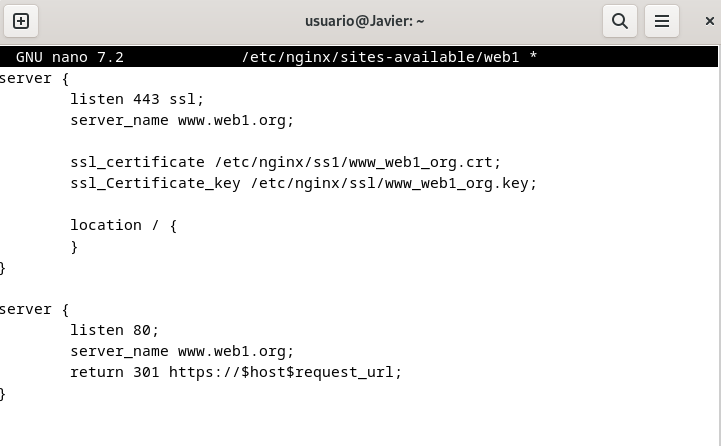 usuario@Javier: ~
GNU nano 7.2 /etc/nginx/sites-available/web1 *
server {
listen 443 ssl;
server_name www.web1.org;
ssl_certificate /etc/nginx/ss1/www_web1_org.crt;
ssl_Certificate_key /etc/nginx/ssl/www_web1_org.key;
location / {
}
}
server {
listen 80;
server_name www.web1.org;
return 301 https://$host$request_url;
}